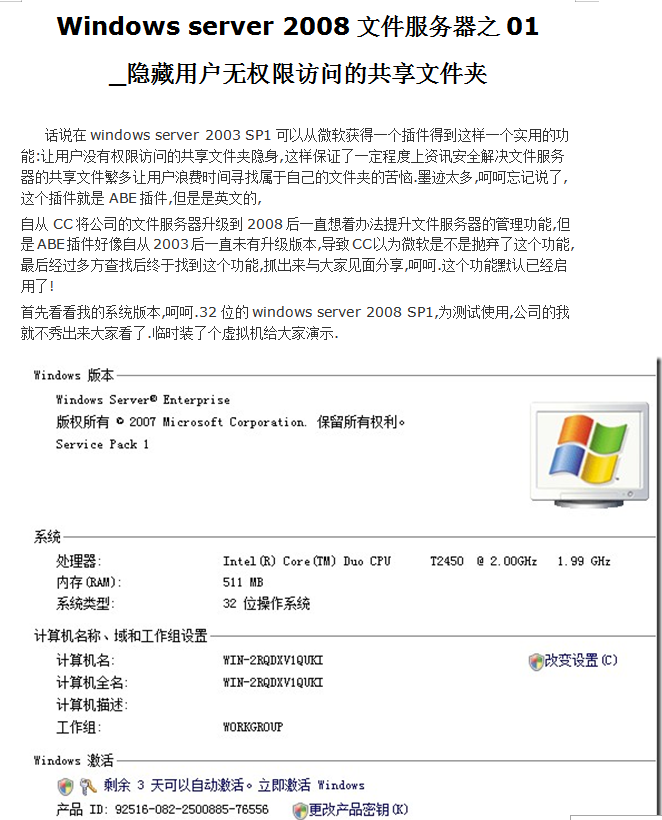 Windows server 2008 文件服务器之 01
_隐藏用户无权限访问的共享文件夹
话说在 windows server 2003 SP1 可以从微软获得一个插件得到这样一个实用的功
能:让用户没有权限访问的共享文件夹隐身,这样保证了一定程度上资讯安全解决文件服务
器的共享文件繁多让用户浪费时间寻找属于自己的文件夹的苦恼.墨迹太多,呵呵忘记说了,
这个插件就是 ABE 插件,但是是英文的,
自从 CC 将公司的文件服务器升级到 2008 后一直想着办法提升文件服务器的管理功能,但
是 ABE 插件好像自从 2003 后一直未有升级版本,导致 CC 以为微软是不是抛弃了这个功能,
最后经过多方查找后终于找到这个功能,抓出来与大家见面分享,呵呵.这个功能默认已经启
用了!
首先看看我的系统版本,呵呵.32 位的 windows server 2008 SP1,为测试使用,公司的我
就不秀出来大家看了.临时装了个虚拟机给大家演示.
Windows 版本
Windows Server® Enterprise
版权所有 © 2007 Microsoft Corporation. 保留所有权利。
Service Pack 1
系统
处理器: Intel(R) Core(TM) Duo CPU T2450 @ 2.00GHz 1.99 GHz
内存(RAM): 511 MB
系统类型: 32 位操作系统
计算机名称、域和工作组设置
计算机名: WIN-2RQDXV1QUKI 改变设置(C)
计算机全名: WIN-2RQDXV1QUKI
计算机描述:
工作组: WORKGROUP
Windows 激活
剩余 3 天可以自动激活。立即激活 Windows
产品 ID: 92516-082-2500885-76556 更改产品密钥(K)